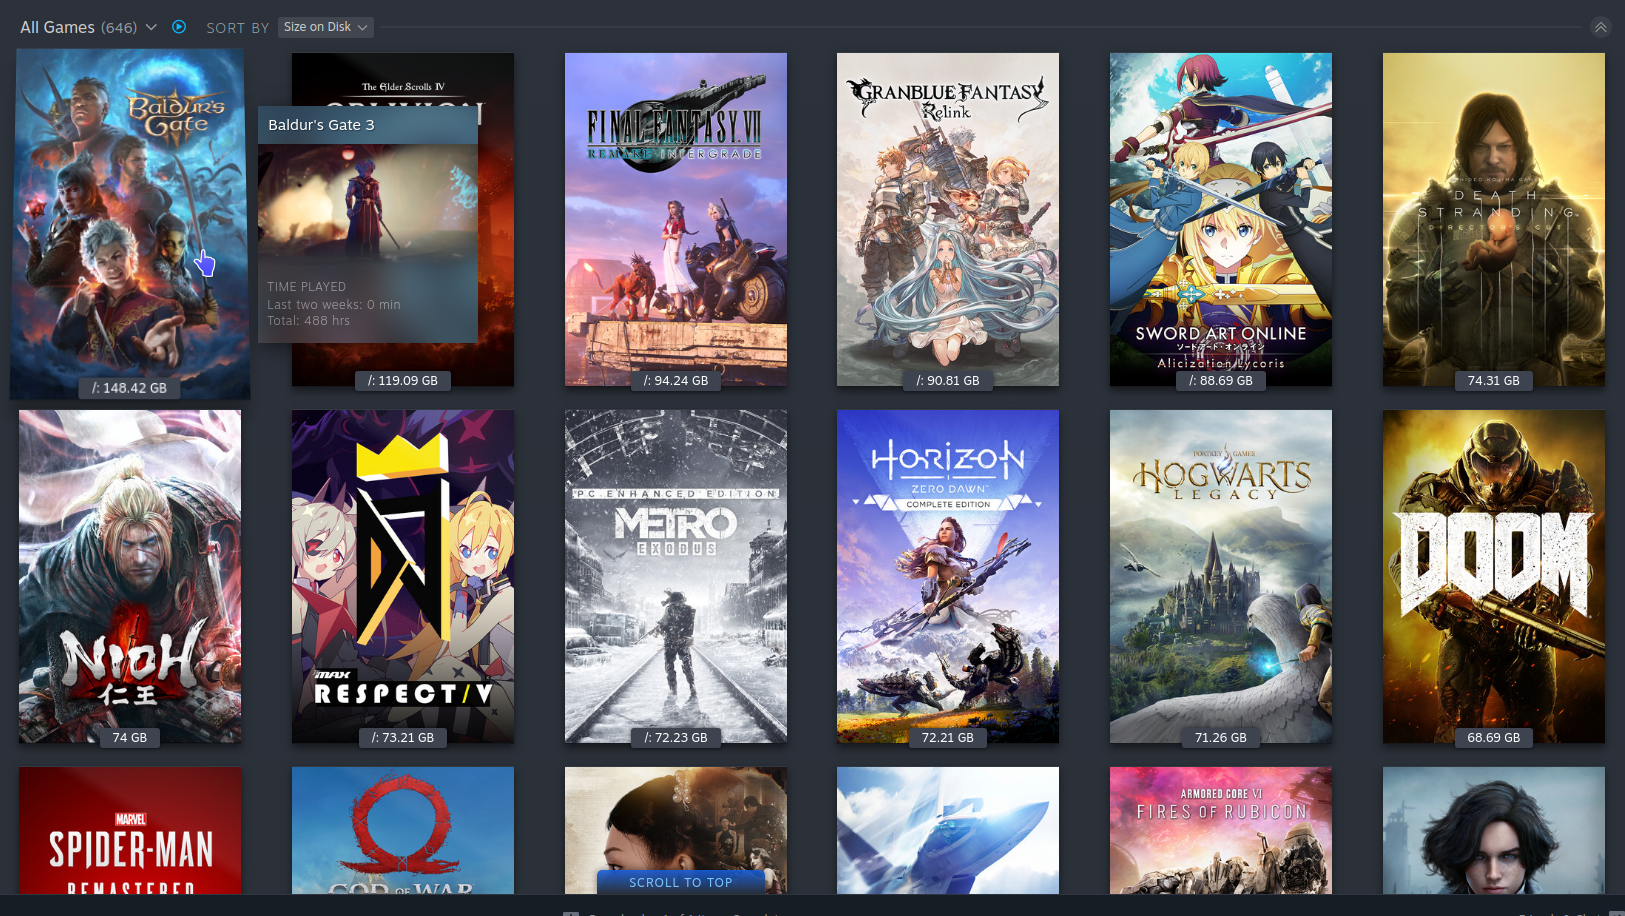 All Games (646)
SORT BY
Size on Disk
BALDUR'S
GATE
The Elder Scrolls IV
Baldur's Gate 3
TIME PLAYED
Last two weeks: 0 min
Total: 488 hrs
FINAL FANTASY VII
REMAKE INTERGRADE
GRANBLUE FANTASY
Relink
SWORD ART ONLINE
ソードアート・オンライン
Alicization Lycoris
A HIDEO KOJIMA GAME
DEATH
STRANDING
DIRECTOR'S CUT
/: 148.42 GB
/: 119.09 GB
/: 94.24 GB
/: 90.81 GB
/: 88.69 GB
74.31 GB
NIOH
仁王
MAX
RESPECT/V
PC ENHANCED EDITION
METRO
EXODUS
HORIZON
ZERO DAWN™
COMPLETE EDITION
PORTKEY GAMES
HOGWARTS
LEGACY
DOOM
74 GB
/: 73.21 GB
/: 72.23 GB
72.21 GB
71.26 GB
68.69 GB
MARVEL
SPIDER-MAN
REMASTERED
GOD OF WAR
ARMORED CORE VI
FIRES OF RUBICON
SCROLL TO TOP